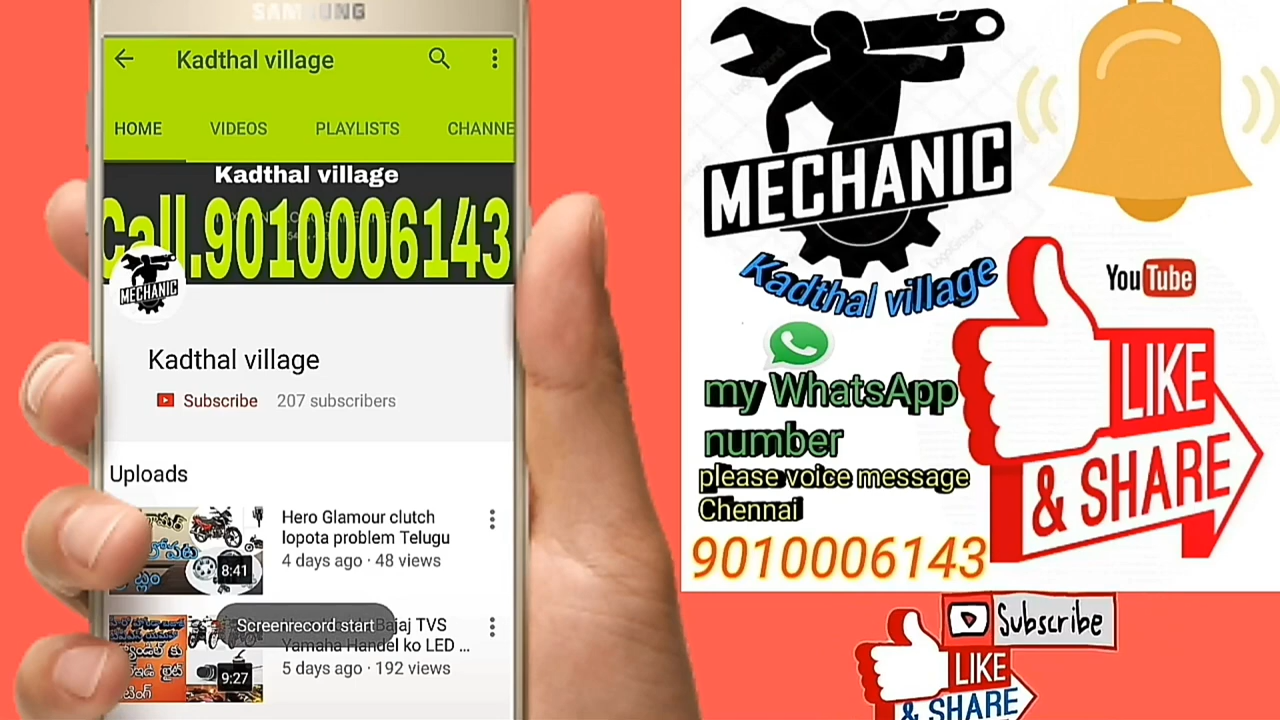 SAMSUNG
Kadthal village
HOME VIDEOS PLAYLISTS CHANNE
Kadthal village
Call.9010006143
MECHANIC
Kadthal village
Subscribe 207 subscribers
Uploads
Hero Glamour clutch
lopota problem Telugu
4 days ago · 48 views
8:41
Screenrecord start
Bajaj TVS
Yamaha Handel ko LED ...
5 days ago · 192 views
9:27
MECHANIC
Kadthal village
my WhatsApp
number
please voice message
Chennai
9010006143
YouTube
LIKE
& SHARE
Subscribe
LIKE
& SHARE